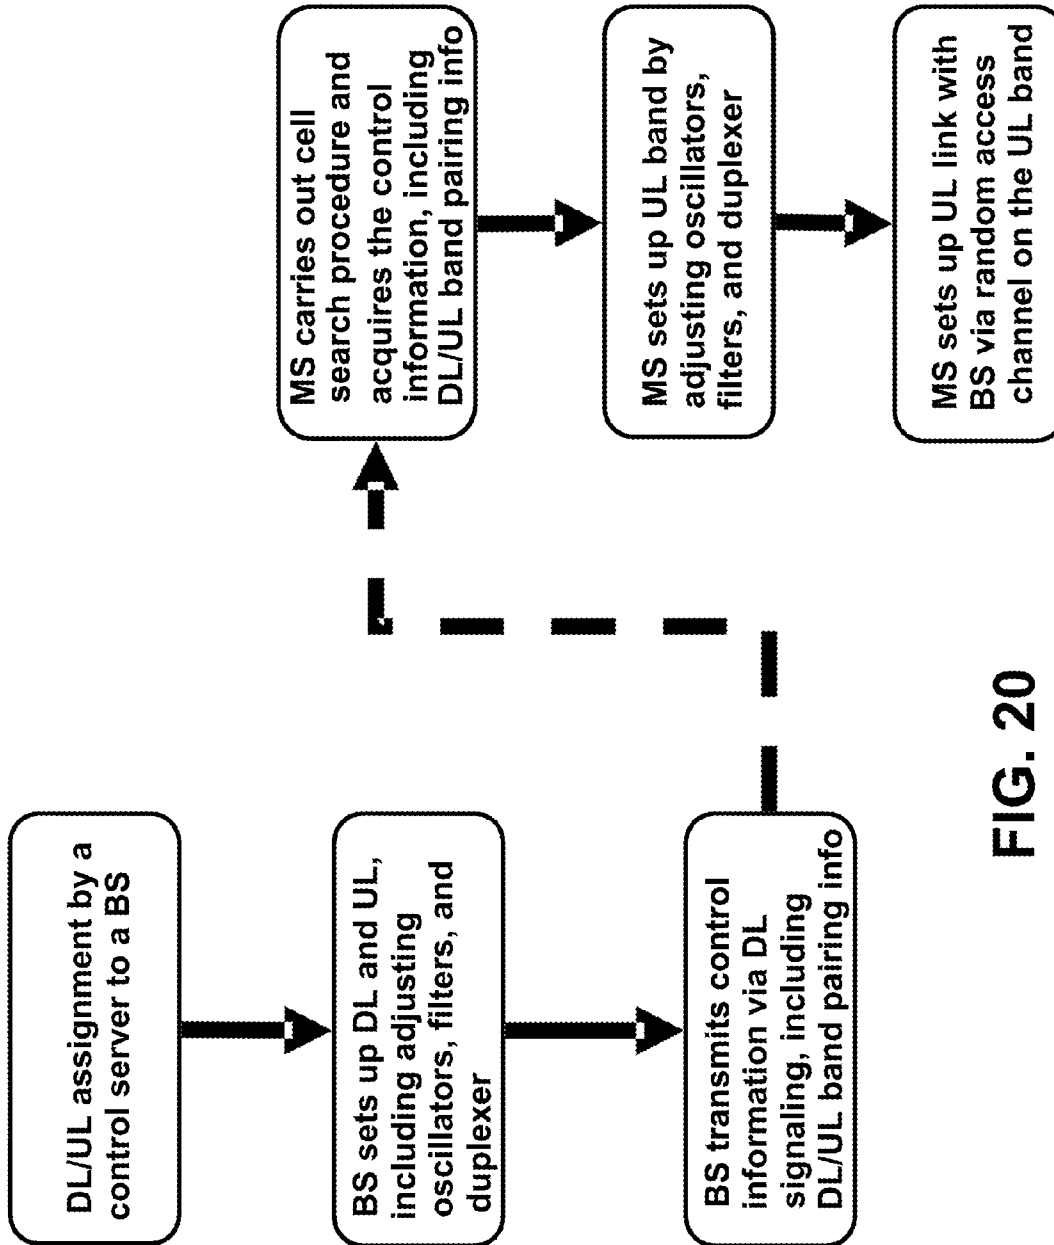 DL/UL assignment by a
control server to a BS
BS sets up DL and UL,
including adjusting
oscillators, filters, and
duplexer
BS transmits control
information via DL
signaling, including
DL/UL band pairing info
MS carries out cell
search procedure and
acquires the control
information, including
DL/UL band pairing info
MS sets up UL band by
adjusting oscillators,
filters, and duplexer
MS sets up UL link with
BS via random access
channel on the UL band
FIG. 20